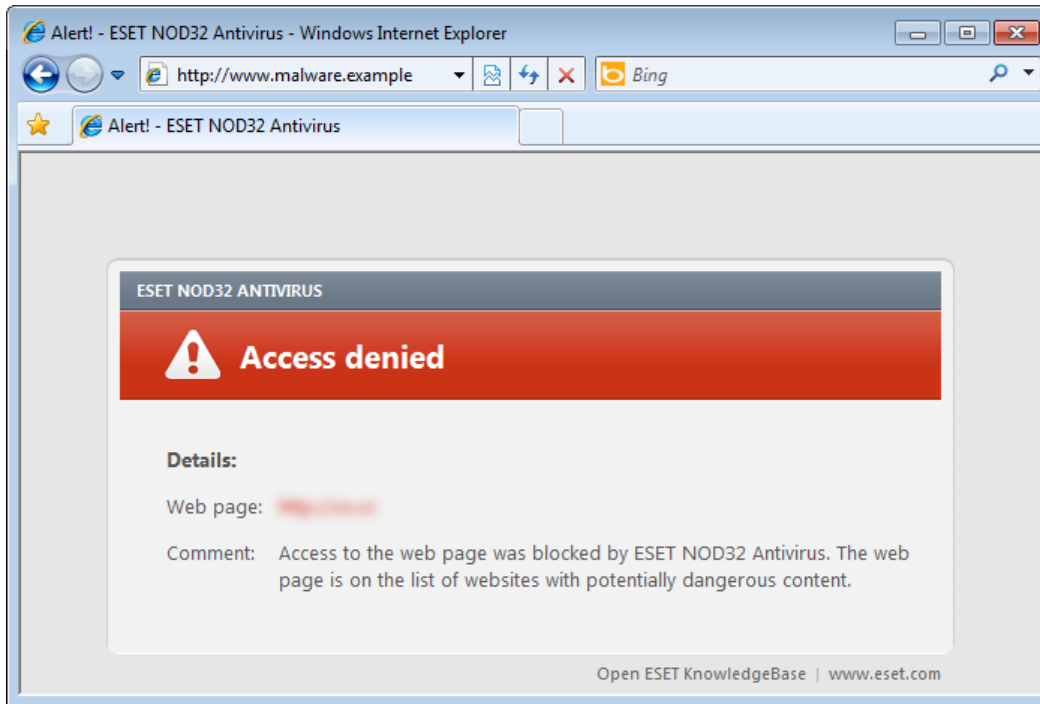 Alert! - ESET NOD32 Antivirus - Windows Internet Explorer
http://www.malware.example
Bing
Alert! - ESET NOD32 Antivirus
ESET NOD32 ANTIVIRUS
Access denied
Details:
Web page:
Comment: Access to the web page was blocked by ESET NOD32 Antivirus. The web
page is on the list of websites with potentially dangerous content.
Open ESET KnowledgeBase | www.eset.com